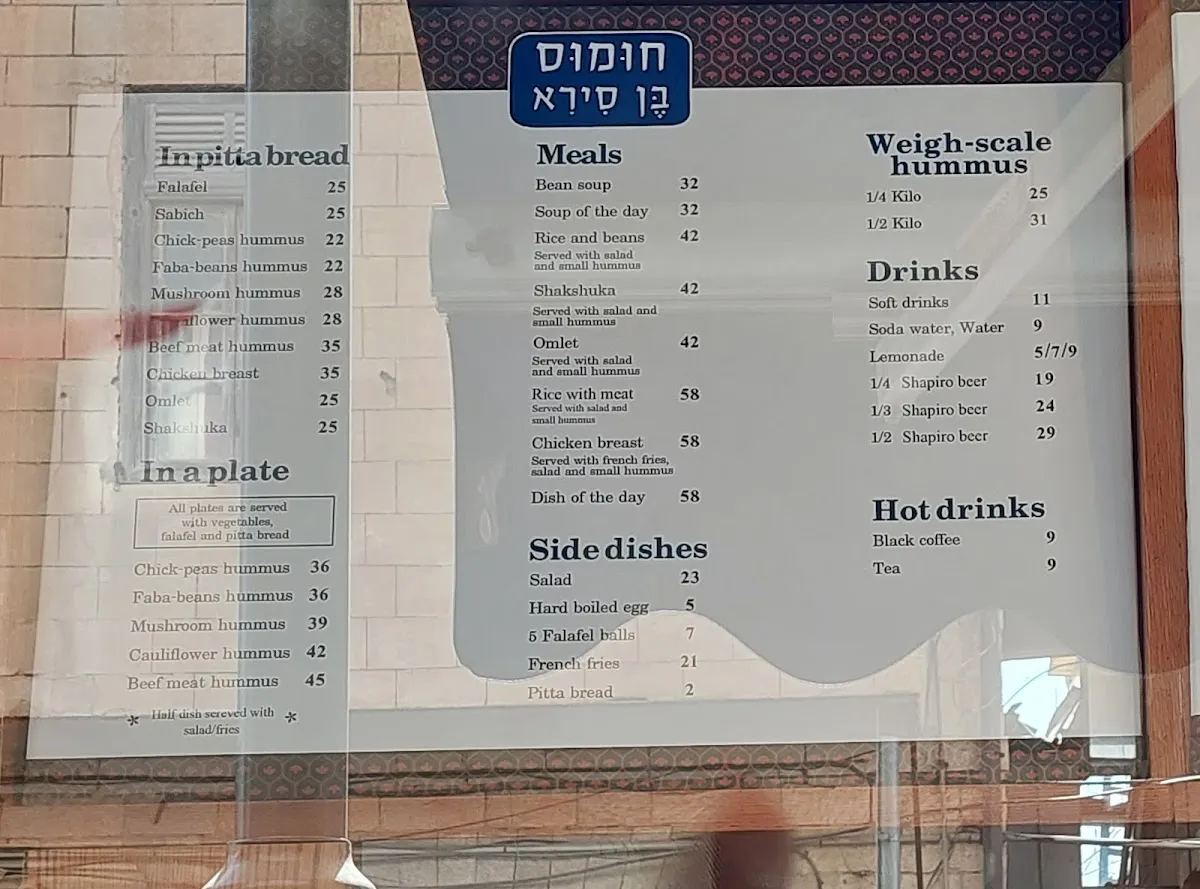 חוּמוּס
בֶּן סִירִא
In pitta bread
Falafel 25
Sabich 25
Chick-peas hummus 22
Faba-beans hummus 22
Mushroom hummus 28
hummus 28
Beef meat hummus 35
Chicken breast 35
Omlet 25
Shakshuka 25
In a plate
All plates are served
with vegetables,
falafel and pitta bread
Chick-peas hummus 36
Faba-beans hummus 36
Mushroom hummus 39
Cauliflower hummus 42
Beef meat hummus 45
* Half dish sereved with *
salad/fries
Meals
Bean soup 32
Soup of the day 32
Rice and beans 42
Served with salad
and small hummus
Shakshuka 42
Served with salad and
small hummus
Omlet 42
Served with salad
and small hummus
Rice with meat 58
Served with salad and
small hummus
Chicken breast 58
Served with french fries,
salad and small hummus
Dish of the day 58
Side dishes
Salad 23
Hard boiled egg 5
5 Falafel balls 7
French fries 21
Pitta bread 2
Weigh-scale
hummus
1/4 Kilo 25
1/2 Kilo 31
Drinks
Soft drinks 11
Soda water, Water 9
Lemonade 5/7/9
1/4 Shapiro beer 19
1/3 Shapiro beer 24
1/2 Shapiro beer 29
Hot drinks
Black coffee 9
Tea 9